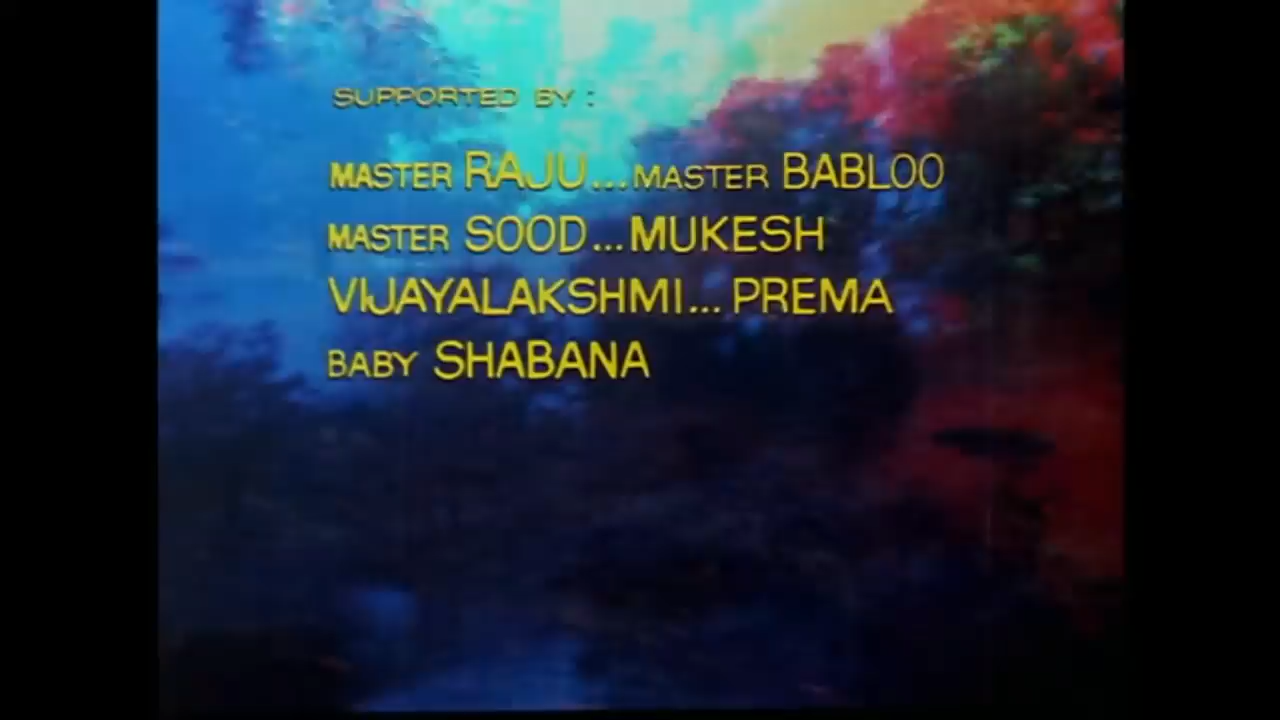 SUPPORTED BY :
MASTER RAJU...MASTER BABLOO
MASTER SOOD...MUKESH
VIJAYALAKSHMI...PREMA
BABY SHABANA